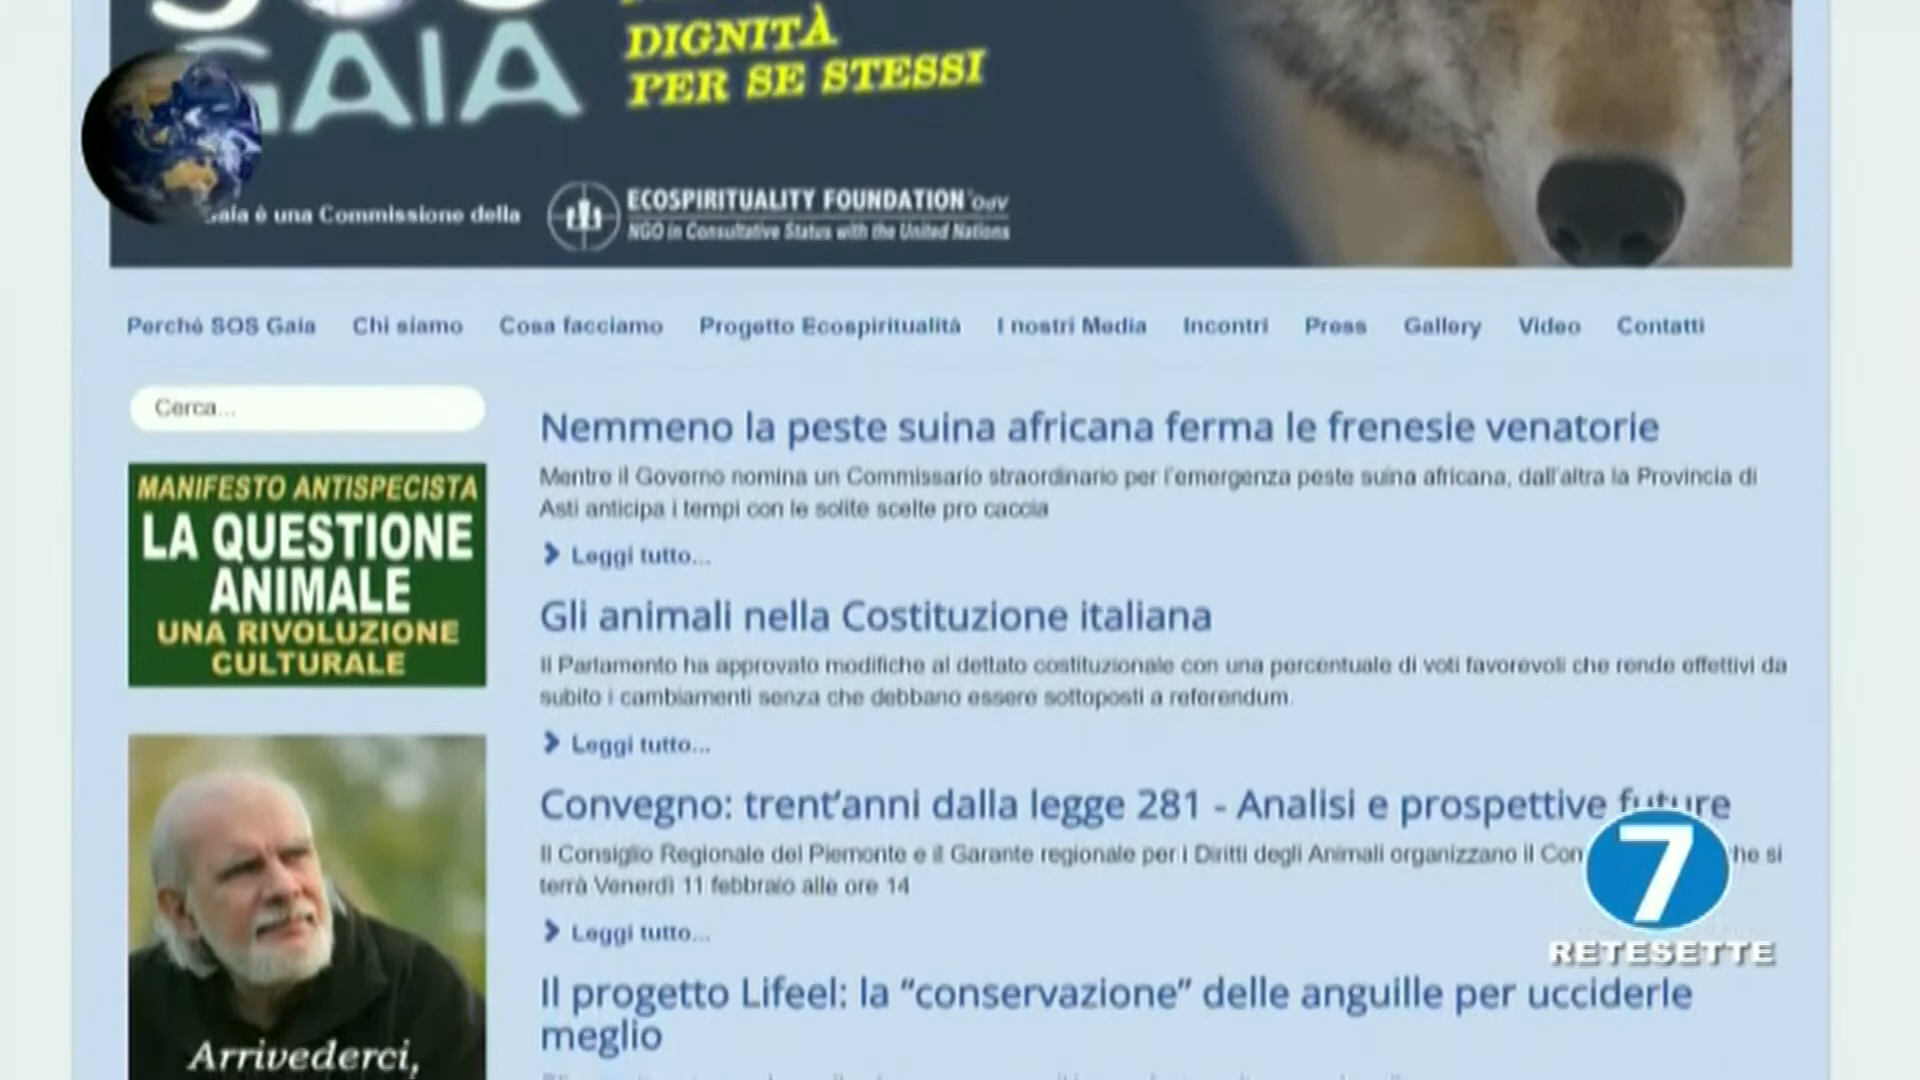 GAIA
DIGNITÀ
PER SE STESSI
Gaia è una Commissione della
ECOSPIRITUALITY FOUNDATION OdV
NGO in Consultative Status with the United Nations
Perché SOS Gaia Chi siamo Cosa facciamo Progetto Ecospiritualità I nostri Media Incontri Press Gallery Video Contatti
Cerca...
MANIFESTO ANTISPECISTA
LA QUESTIONE
ANIMALE
UNA RIVOLUZIONE
CULTURALE
Arrivederci,
Nemmeno la peste suina africana ferma le frenesie venatorie
Mentre il Governo nomina un Commissario straordinario per l'emergenza peste suina africana, dall'altra la Provincia di
Asti anticipa i tempi con le solite scelte pro caccia
Leggi tutto...
Gli animali nella Costituzione italiana
Il Parlamento ha approvato modifiche al dettato costituzionale con una percentuale di voti favorevoli che rende effettivi da
subito i cambiamenti senza che debbano essere sottoposti a referendum.
Leggi tutto...
Convegno: trent'anni dalla legge 281 - Analisi e prospettive future
Il Consiglio Regionale del Piemonte e il Garante regionale per i Diritti degli Animali organizzano il Con he si
terrà Venerdì 11 febbraio alle ore 14
Leggi tutto...
Il progetto Lifeel: la “conservazione” delle anguille per ucciderle
meglio
7
RETESETTE